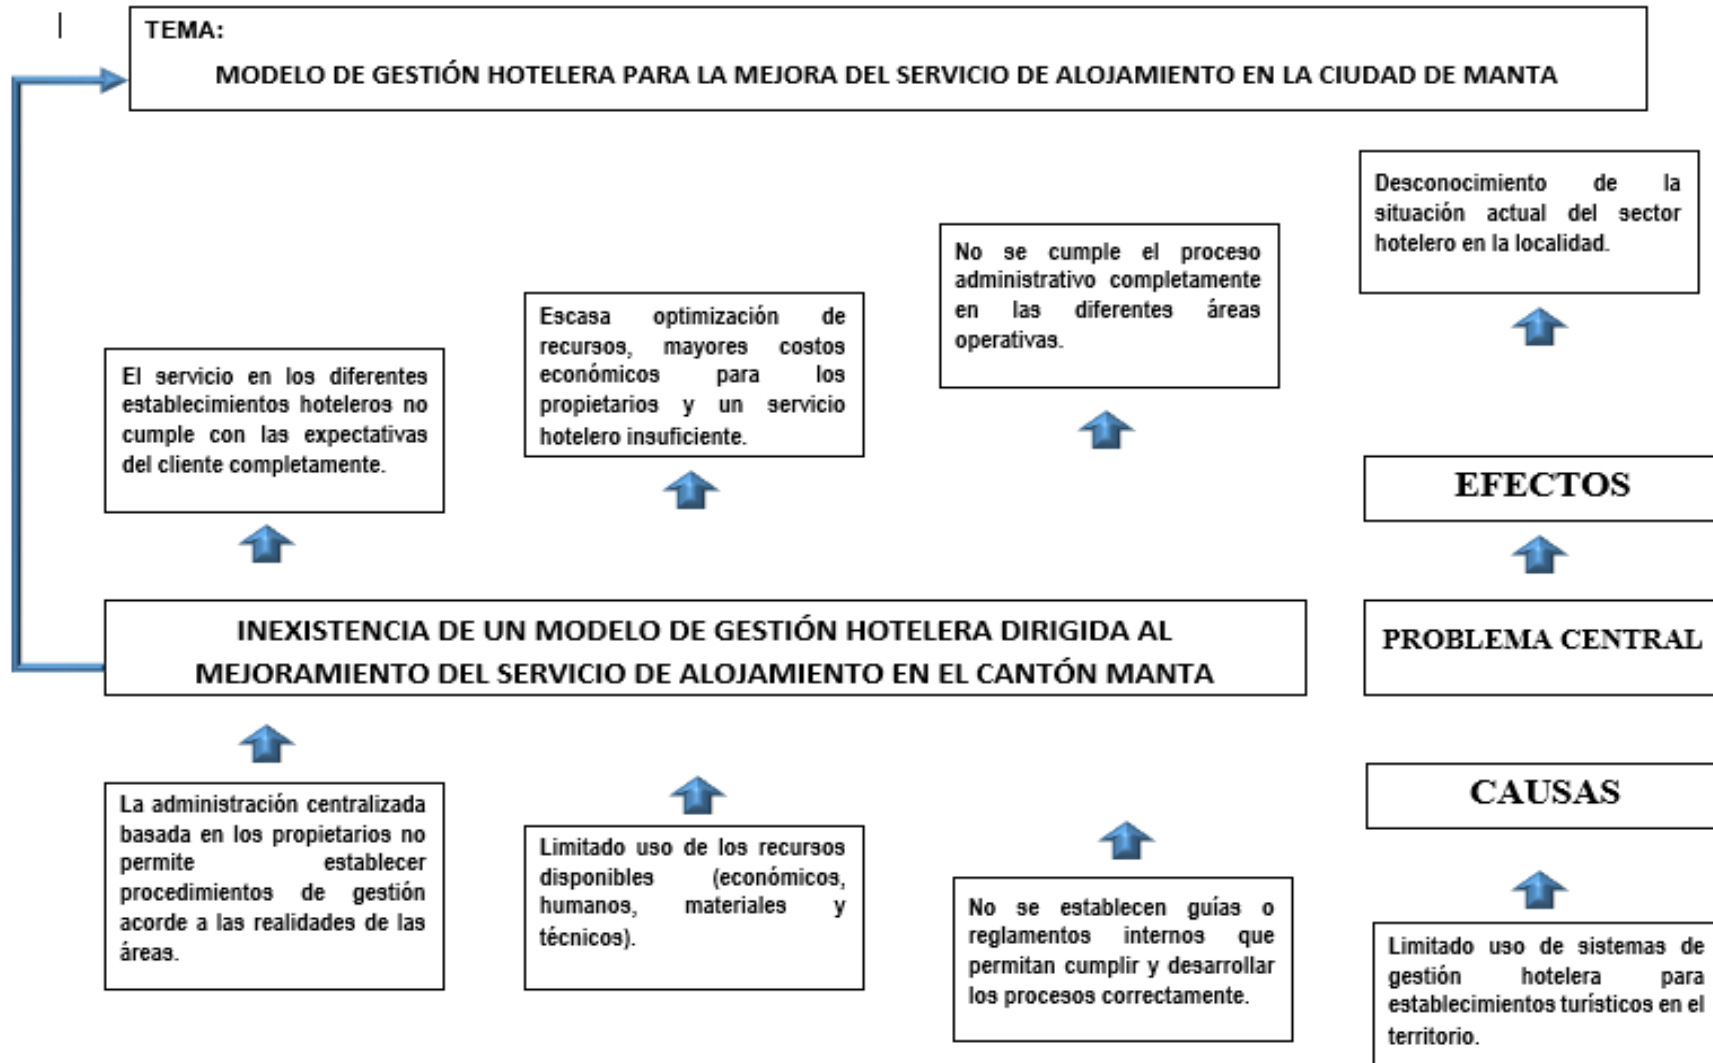 TEMA:
MODELO DE GESTIÓN HOTELERA PARA LA MEJORA DEL SERVICIO DE ALOJAMIENTO EN LA CIUDAD DE MANTA
El servicio en los diferentes
establecimientos hoteleros no
cumple con las expectativas
del cliente completamente.
Escasa optimización de
recursos, mayores costos
económicos para los
propietarios y un servicio
hotelero insuficiente.
No se cumple el proceso
administrativo completamente
en las diferentes áreas
operativas.
Desconocimiento de la
situación actual del sector
hotelero en la localidad.
EFECTOS
INEXISTENCIA DE UN MODELO DE GESTIÓN HOTELERA DIRIGIDA AL
MEJORAMIENTO DEL SERVICIO DE ALOJAMIENTO EN EL CANTÓN MANTA
PROBLEMA CENTRAL
CAUSAS
La administración centralizada
basada en los propietarios no
permite establecer
procedimientos de gestión
acorde a las realidades de las
áreas.
Limitado uso de los recursos
disponibles (económicos,
humanos, materiales y
técnicos).
No se establecen guías o
reglamentos internos que
permitan cumplir y desarrollar
los procesos correctamente.
Limitado uso de sistemas de
gestión hotelera para
establecimientos turísticos en el
territorio.